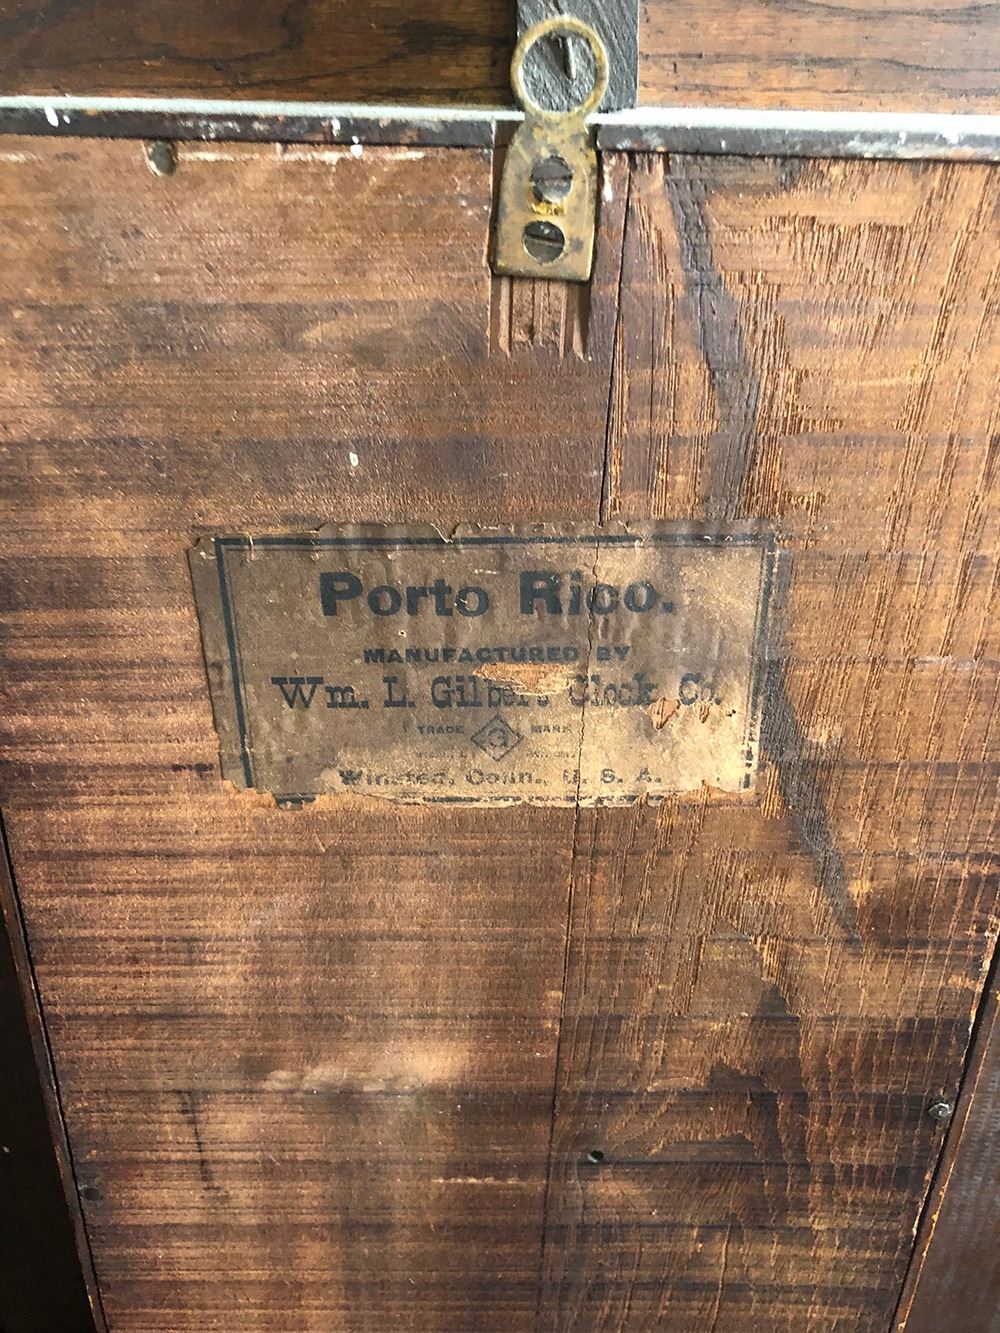 Porto Rico.
MANUFACTURED BY
Wm. L. Gilbert Clock Co.
TRADE G MARK
Winsted, Conn., U. S. A.